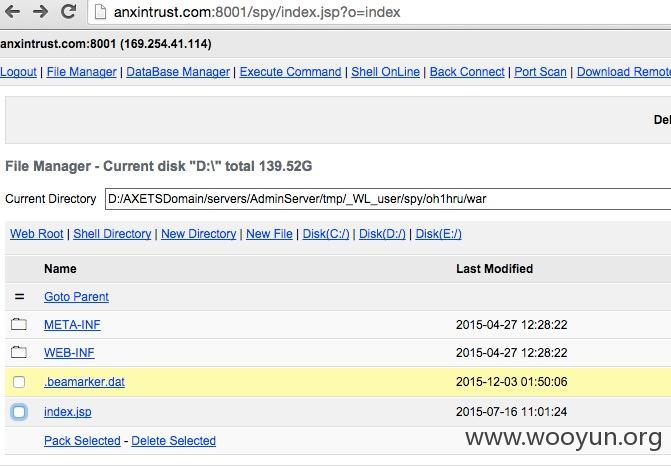 anxintrust.com:8001/spy/index.jsp?o=index
anxintrust.com:8001 (169.254.41.114)
Logout | File Manager | DataBase Manager | Execute Command | Shell OnLine | Back Connect | Port Scan | Download Remote
Del
File Manager - Current disk "D:\" total 139.52G
Current Directory D:/AXETSDomain/servers/AdminServer/tmp/_WL_user/spy/oh1hru/war
Web Root | Shell Directory | New Directory | New File | Disk(C:/) | Disk(D:/) | Disk(E:/)
Name Last Modified
= Goto Parent
META-INF 2015-04-27 12:28:22
WEB-INF 2015-04-27 12:28:22
.beamarker.dat 2015-12-03 01:50:06
index.jsp 2015-07-16 11:01:24
Pack Selected - Delete Selected
www.wooyun.org